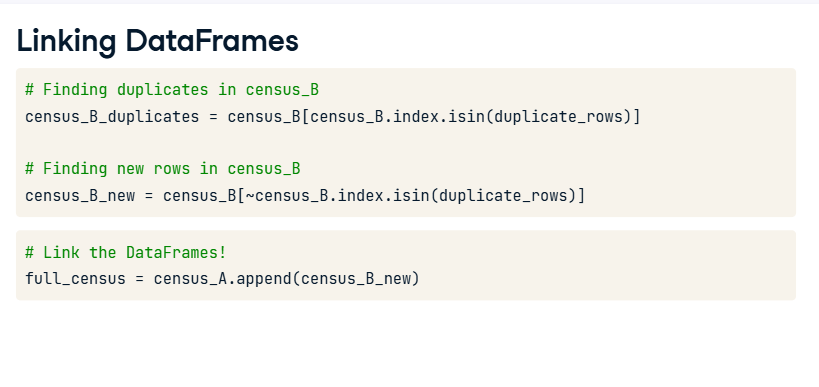 Linking DataFrames
# Finding duplicates in census_B
census_B_duplicates = census_B[census_B.index.isin(duplicate_rows)]
# Finding new rows in census_B
census_B_new = census_B[~census_B.index.isin(duplicate_rows)]
# Link the DataFrames!
full_census = census_A.append(census_B_new)